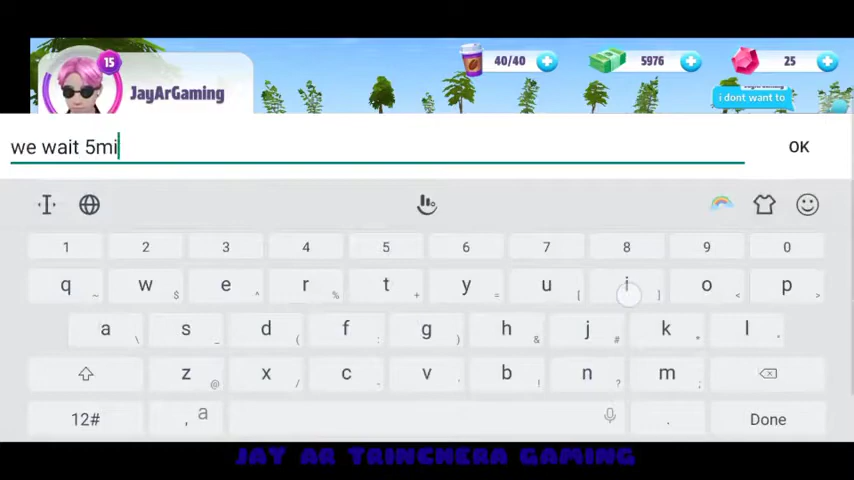 15
40/40
5976
25
JayArGaming
i dont want to
we wait 5mi
OK
1 2 3 4 5 6 7 8 9 0
q w e r t y u i o p
~ $ ^ % + = [ ] < >
a s d f g h j k l
\ _ ( : ) & # *
z x c v b n m
@ / - ! ? ;
12# , a . Done
JAY AR TRINCHERA GAMING